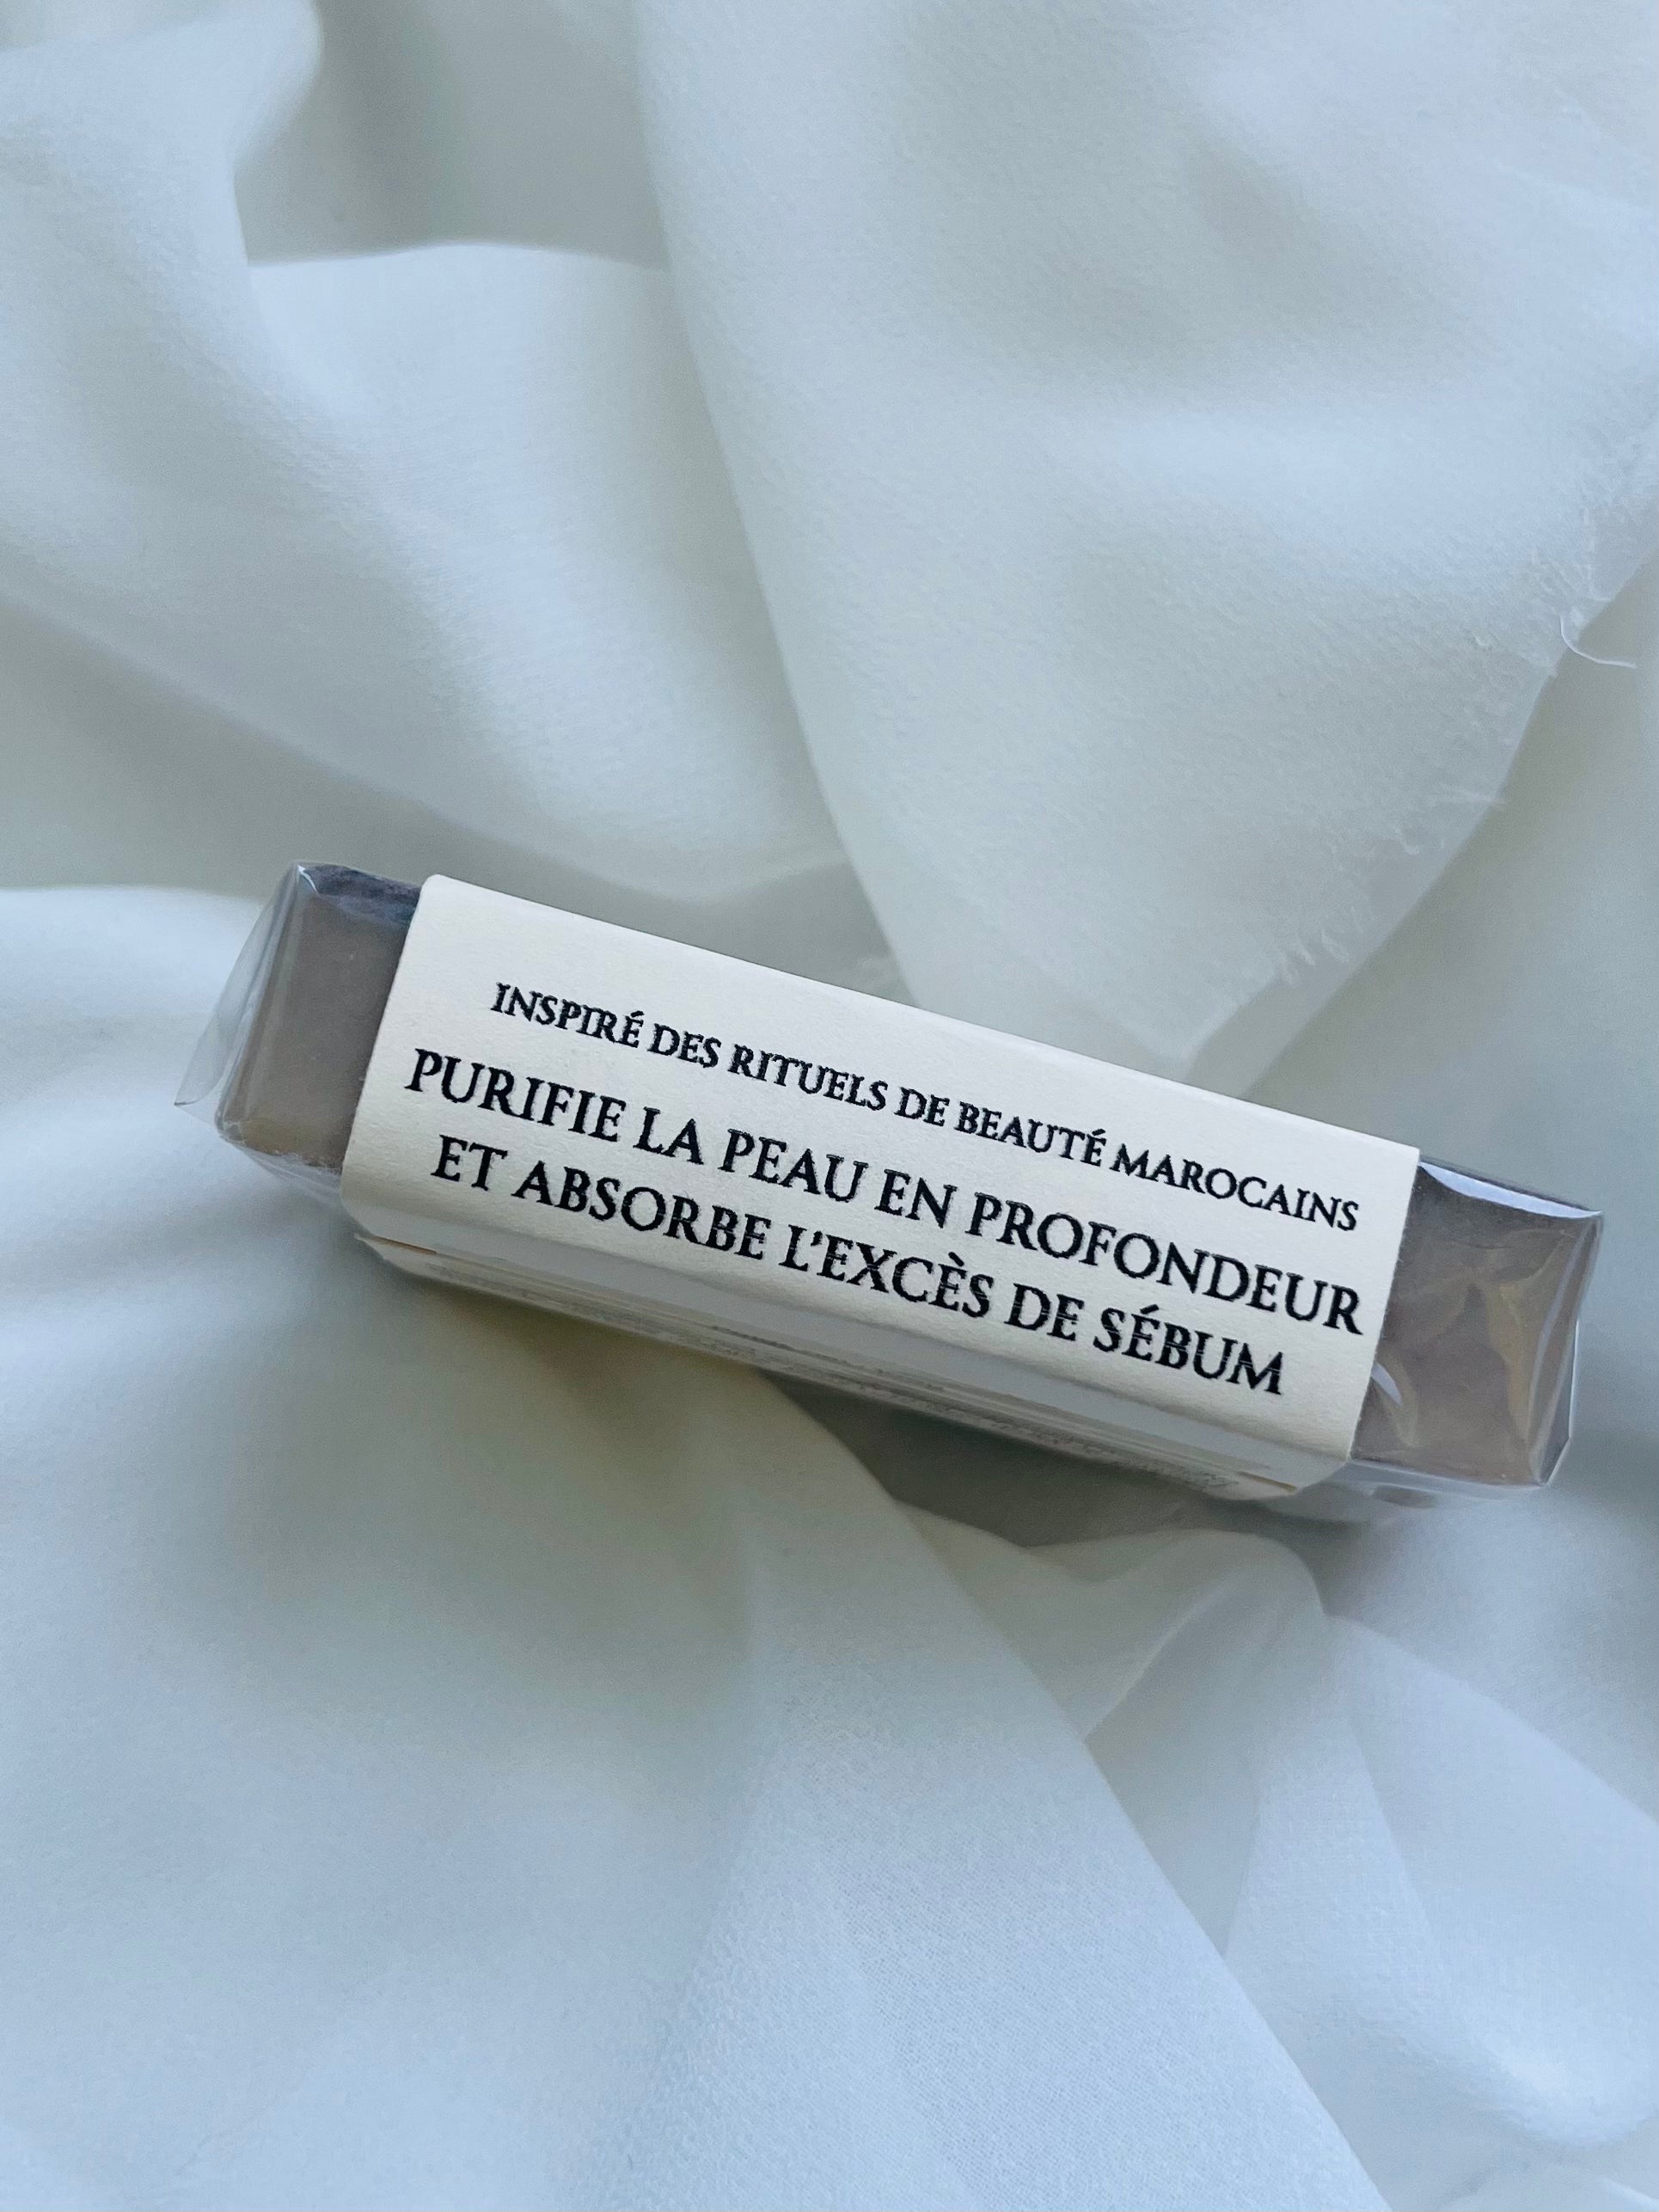 INSPIRÉ DES RITUELS DE BEAUTÉ MAROCAINS
PURIFIE LA PEAU EN PROFONDEUR
ET ABSORBE L'EXCÈS DE SÉBUM